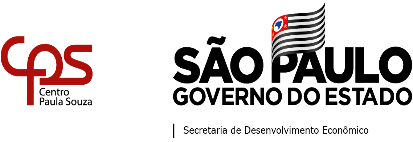 cps
Centro
Paula Souza
SÃO PAULO
GOVERNO DO ESTADO
Secretaria de Desenvolvimento Econômico